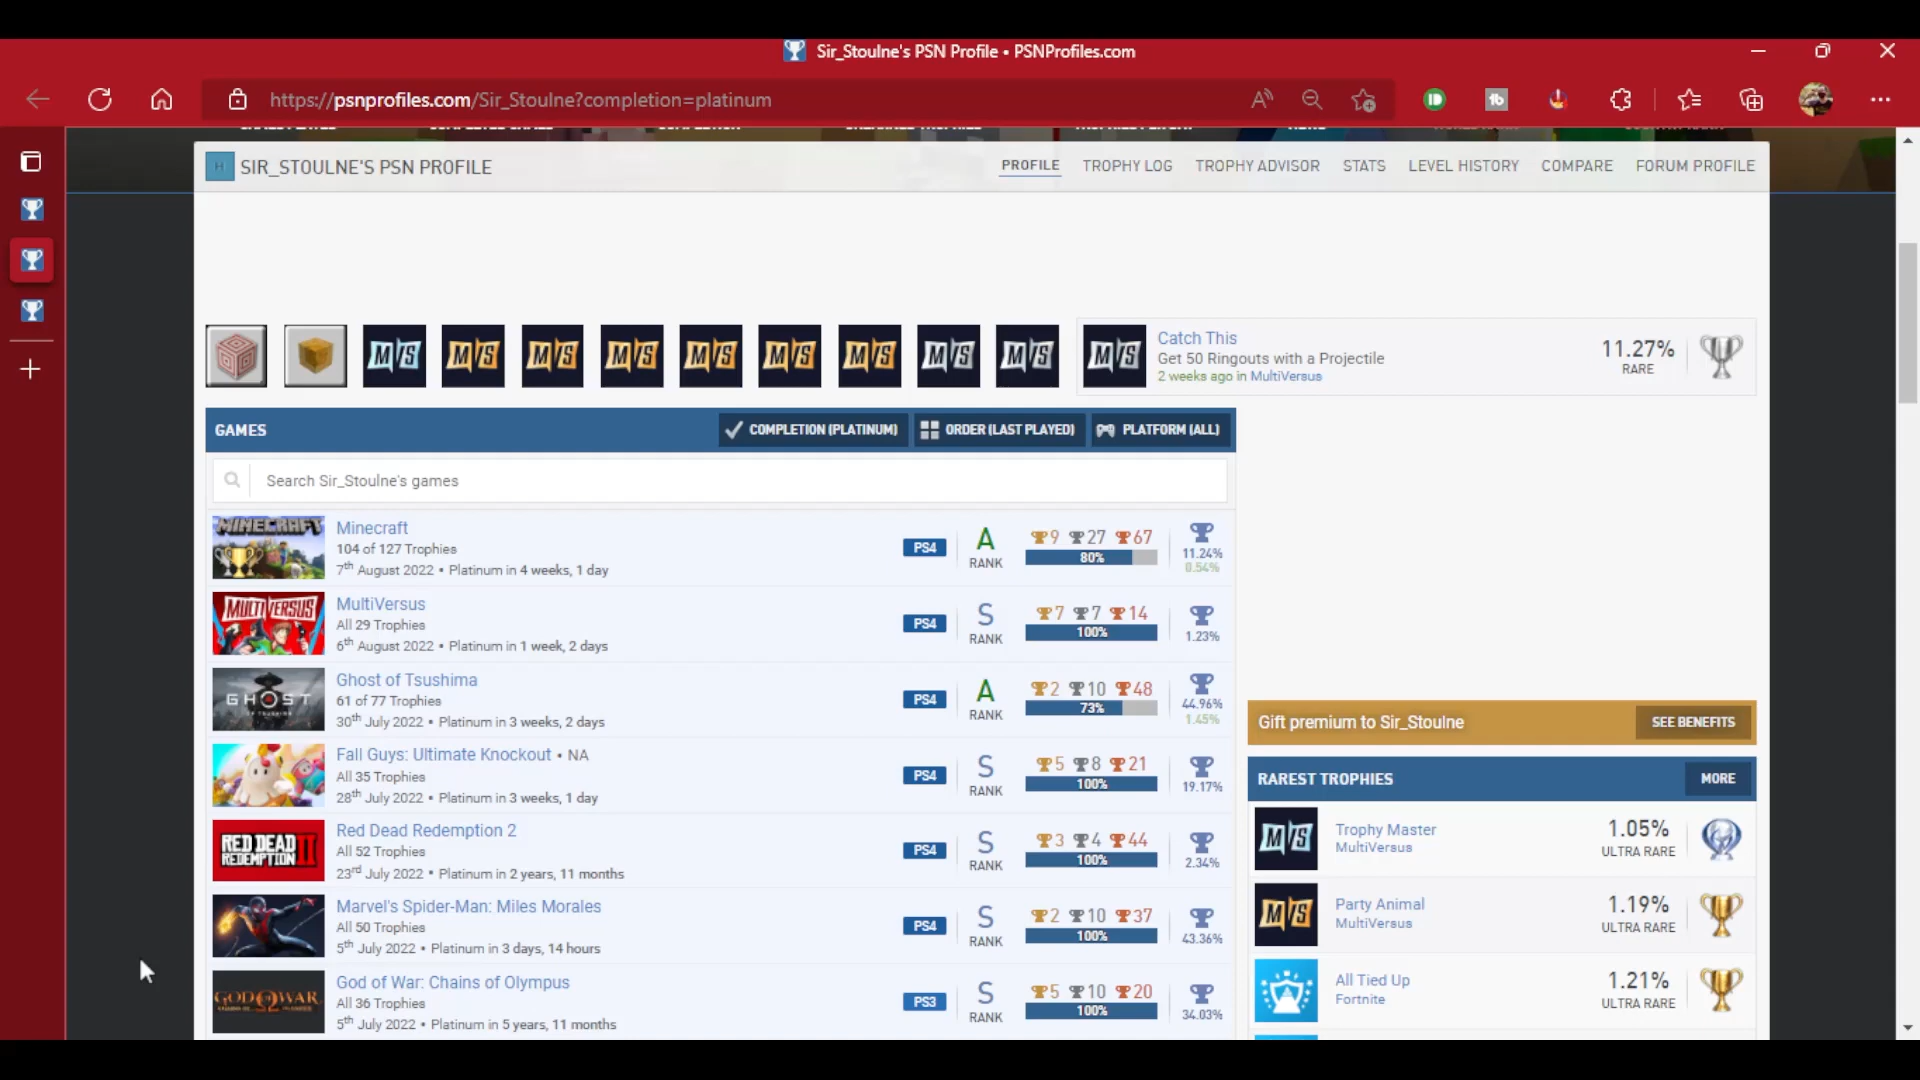 Sir_Stoulne's PSN Profile • PSNProfiles.com
https://psnprofiles.com/Sir_Stoulne?completion=platinum
SIR_STOULNE'S PSN PROFILE
PROFILE TROPHY LOG TROPHY ADVISOR STATS LEVEL HISTORY COMPARE FORUM PROFILE
M/S M/S M/S M/S M/S M/S M/S M/S M/S M/S
Catch This
Get 50 Ringouts with a Projectile
2 weeks ago in MultiVersus
11.27%
RARE
GAMES
COMPLETION (PLATINUM) ORDER (LAST PLAYED) PLATFORM (ALL)
Search Sir_Stoulne's games
MINECRAFT
Minecraft
104 of 127 Trophies
7th August 2022 • Platinum in 4 weeks, 1 day
PS4
A
RANK
9 27 67
80%
11.24%
0.54%
MULTIVERSUS
MultiVersus
All 29 Trophies
6th August 2022 • Platinum in 1 week, 2 days
PS4
S
RANK
7 7 14
100%
1.23%
GHOST
Ghost of Tsushima
61 of 77 Trophies
30th July 2022 • Platinum in 3 weeks, 2 days
PS4
A
RANK
2 10 48
73%
44.96%
1.45%
Fall Guys: Ultimate Knockout • NA
All 35 Trophies
28th July 2022 • Platinum in 3 weeks, 1 day
PS4
S
RANK
5 8 21
100%
19.17%
RED DEAD
REDEMPTION II
Red Dead Redemption 2
All 52 Trophies
23rd July 2022 • Platinum in 2 years, 11 months
PS4
S
RANK
3 4 44
100%
2.34%
Marvel's Spider-Man: Miles Morales
All 50 Trophies
5th July 2022 • Platinum in 3 days, 14 hours
PS4
S
RANK
2 10 37
100%
43.36%
GOD OF WAR
God of War: Chains of Olympus
All 36 Trophies
5th July 2022 • Platinum in 5 years, 11 months
PS3
S
RANK
5 10 20
100%
34.03%
Gift premium to Sir_Stoulne
SEE BENEFITS
RAREST TROPHIES
MORE
M/S
Trophy Master
MultiVersus
1.05%
ULTRA RARE
M/S
Party Animal
MultiVersus
1.19%
ULTRA RARE
All Tied Up
Fortnite
1.21%
ULTRA RARE